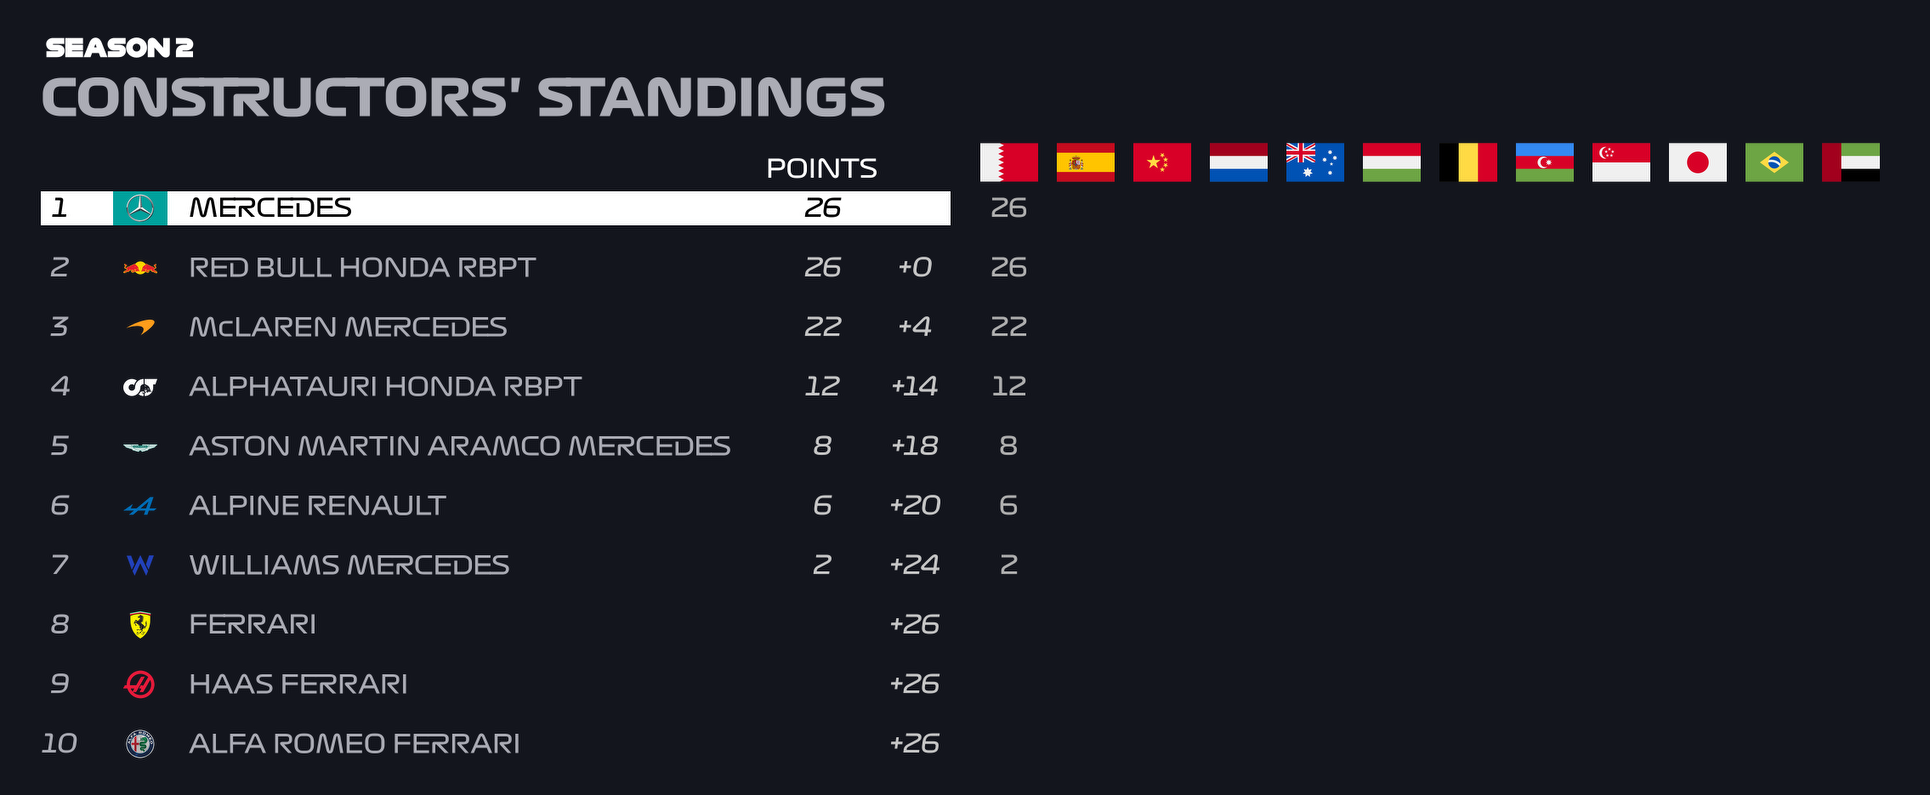 SEASON 2
CONSTRUCTORS' STANDINGS
POINTS
1 MERCEDES 26 26
2 RED BULL HONDA RBPT 26 +0 26
3 McLAREN MERCEDES 22 +4 22
4 ALPHATAURI HONDA RBPT 12 +14 12
5 ASTON MARTIN ARAMCO MERCEDES 8 +18 8
6 ALPINE RENAULT 6 +20 6
7 WILLIAMS MERCEDES 2 +24 2
8 FERRARI +26
9 HAAS FERRARI +26
10 ALFA ROMEO FERRARI +26